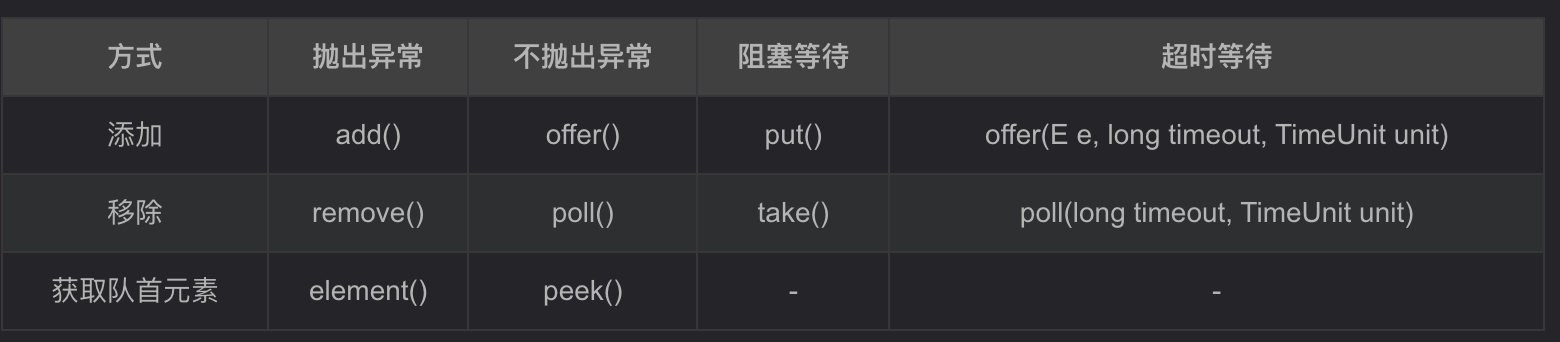 方式 抛出异常 不抛出异常 阻塞等待 超时等待
添加 add() offer() put() offer(E e, long timeout, TimeUnit unit)
移除 remove() poll() take() poll(long timeout, TimeUnit unit)
获取队首元素 element() peek() - -